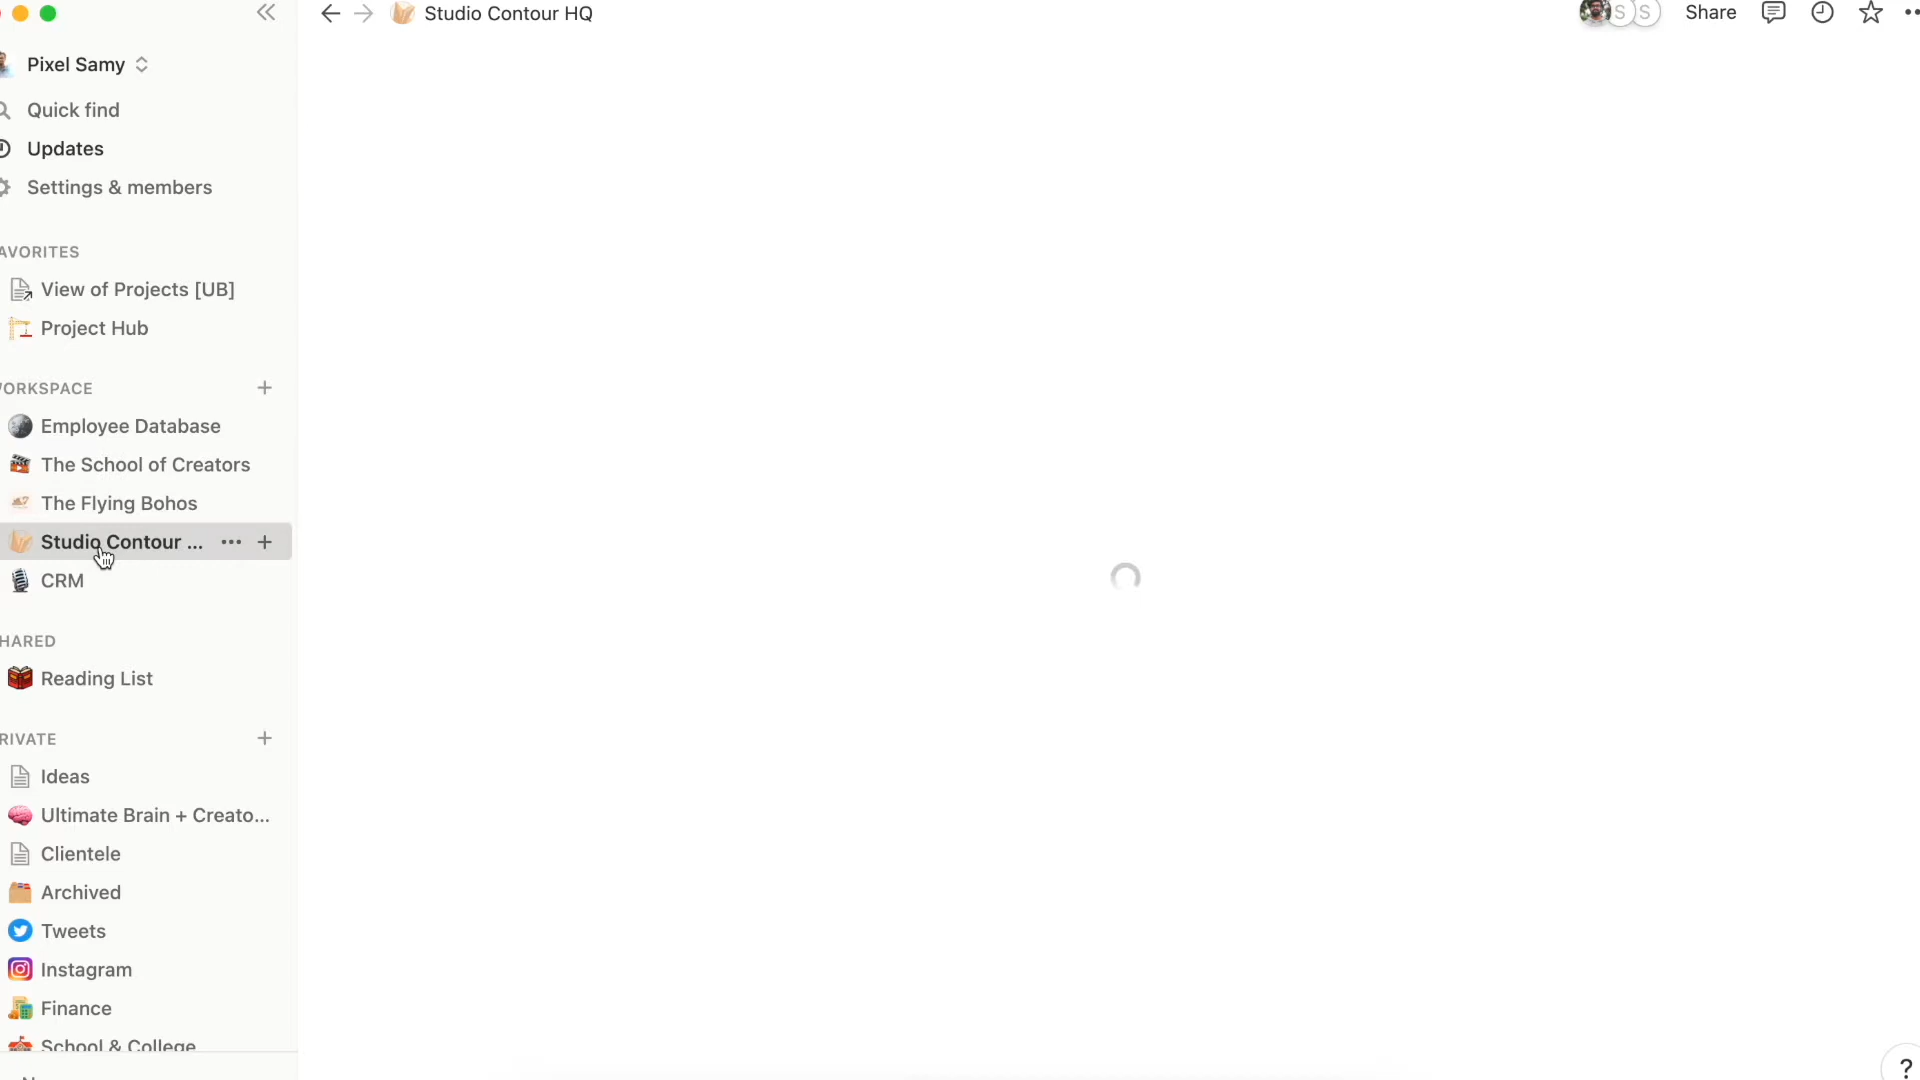 Studio Contour HQ
S
S
Share
Pixel Samy
Quick find
Updates
Settings & members
AVORITES
View of Projects [UB]
Project Hub
ORKSPACE
Employee Database
The School of Creators
The Flying Bohos
Studio Contour ...
CRM
HARED
Reading List
RIVATE
Ideas
Ultimate Brain + Creato...
Clientele
Archived
Tweets
Instagram
Finance
School & College
?